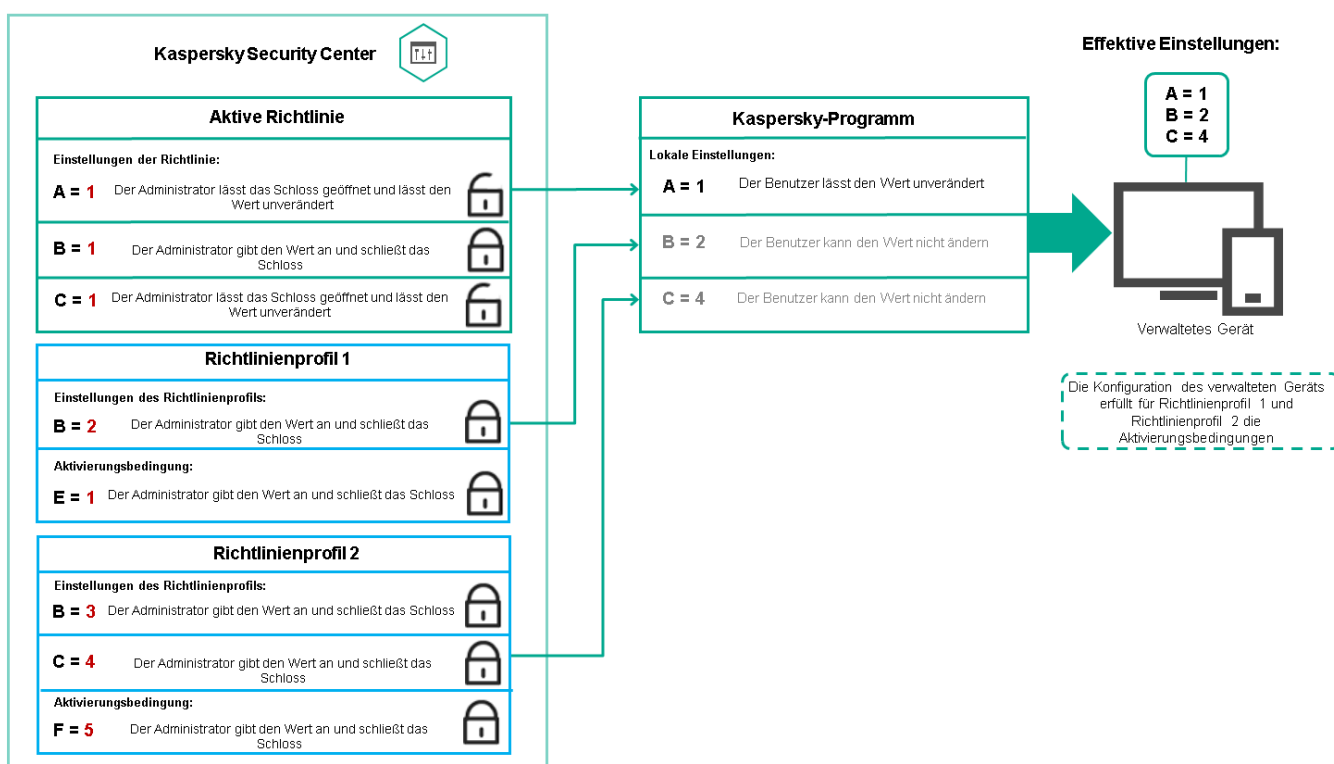 Kaspersky Security Center
Aktive Richtlinie
Einstellungen der Richtlinie:
A = 1 Der Administrator lässt das Schloss geöffnet und lässt den
Wert unverändert
B = 1 Der Administrator gibt den Wert an und schließt das
Schloss
C = 1 Der Administrator lässt das Schloss geöffnet und lässt den
Wert unverändert
Richtlinienprofil 1
Einstellungen des Richtlinienprofils:
B = 2 Der Administrator gibt den Wert an und schließt das
Schloss
Aktivierungsbedingung:
E = 1 Der Administrator gibt den Wert an und schließt das Schloss
Richtlinienprofil 2
Einstellungen des Richtlinienprofils:
B = 3 Der Administrator gibt den Wert an und schließt das Schloss
C = 4 Der Administrator gibt den Wert an und schließt das
Schloss
Aktivierungsbedingung:
F = 5 Der Administrator gibt den Wert an und schließt das
Schloss
Kaspersky-Programm
Lokale Einstellungen:
A = 1 Der Benutzer lässt den Wert unverändert
B = 2 Der Benutzer kann den Wert nicht ändern
C = 4 Der Benutzer kann den Wert nicht ändern
Effektive Einstellungen:
A = 1
B = 2
C = 4
Verwaltetes Gerät
Die Konfiguration des verwalteten Geräts
erfüllt für Richtlinienprofil 1 und
Richtlinienprofil 2 die
Aktivierungsbedingungen